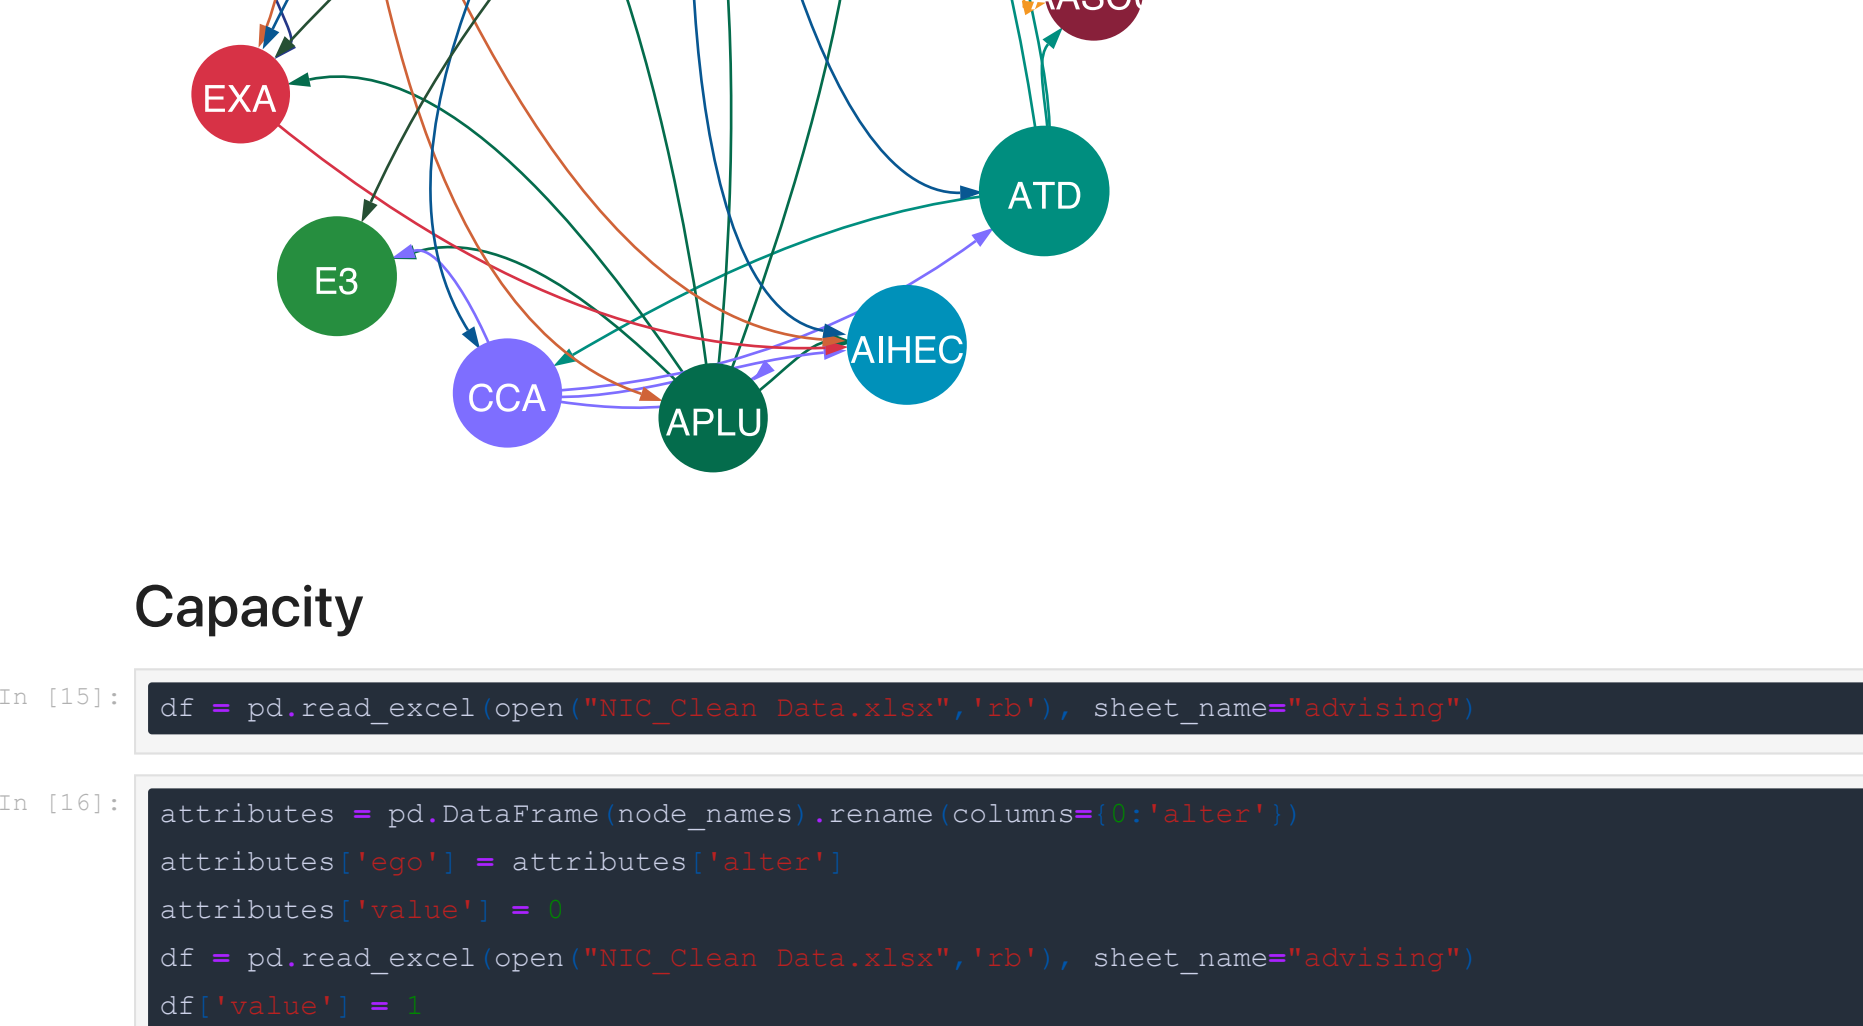 EXA
ATD
E3
AIHEC
CCA
APLU
Capacity
In [15]:
df = pd.read_excel(open("NIC_Clean Data.xlsx",'rb'), sheet_name="advising")
In [16]:
attributes = pd.DataFrame(node_names).rename(columns={0:'alter'})
attributes['ego'] = attributes['alter']
attributes['value'] = 0
df = pd.read_excel(open("NIC_Clean Data.xlsx",'rb'), sheet_name="advising")
df['value'] = 1